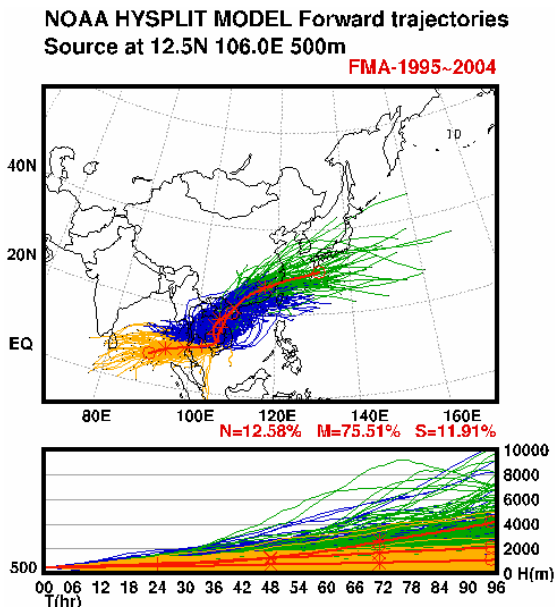 NOAA HYSPLIT MODEL Forward trajectories
Source at 12.5N 106.0E 500m
FMA-1995~2004
10
40N
20N
EQ
80E 100E 120E 140E 160E
N=12.58% M=75.51% S=11.91%
10000
8000
6000
4000
2000
500
0 H(m)
00 06 12 18 24 30 36 42 48 54 60 66 72 78 84 90 96
T(hr)